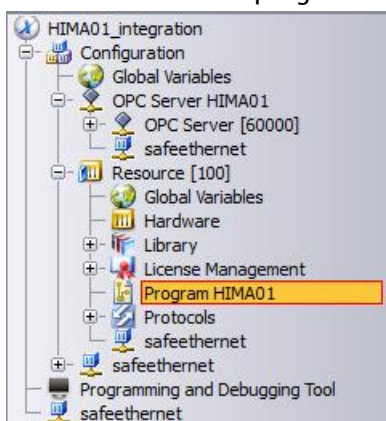 HIMA01_integration
Configuration
Global Variables
OPC Server HIMA01
OPC Server [60000]
safeethernet
Resource [100]
Global Variables
Hardware
Library
License Management
Program HIMA01
Protocols
safeethernet
safeethernet
Programming and Debugging Tool
safeethernet